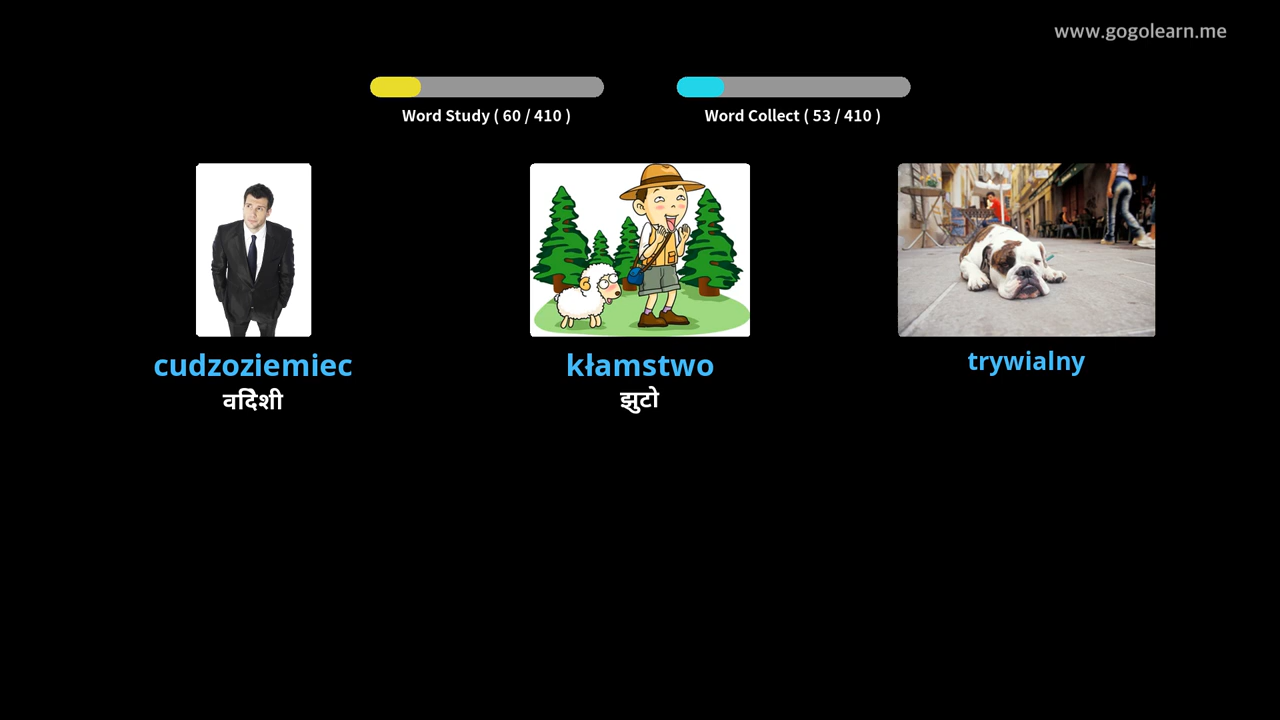 www.gogolearn.me
Word Study ( 60 / 410 )
Word Collect ( 53 / 410 )
cudzoziemiec
विदेशी
kłamstwo
झुटो
trywialny